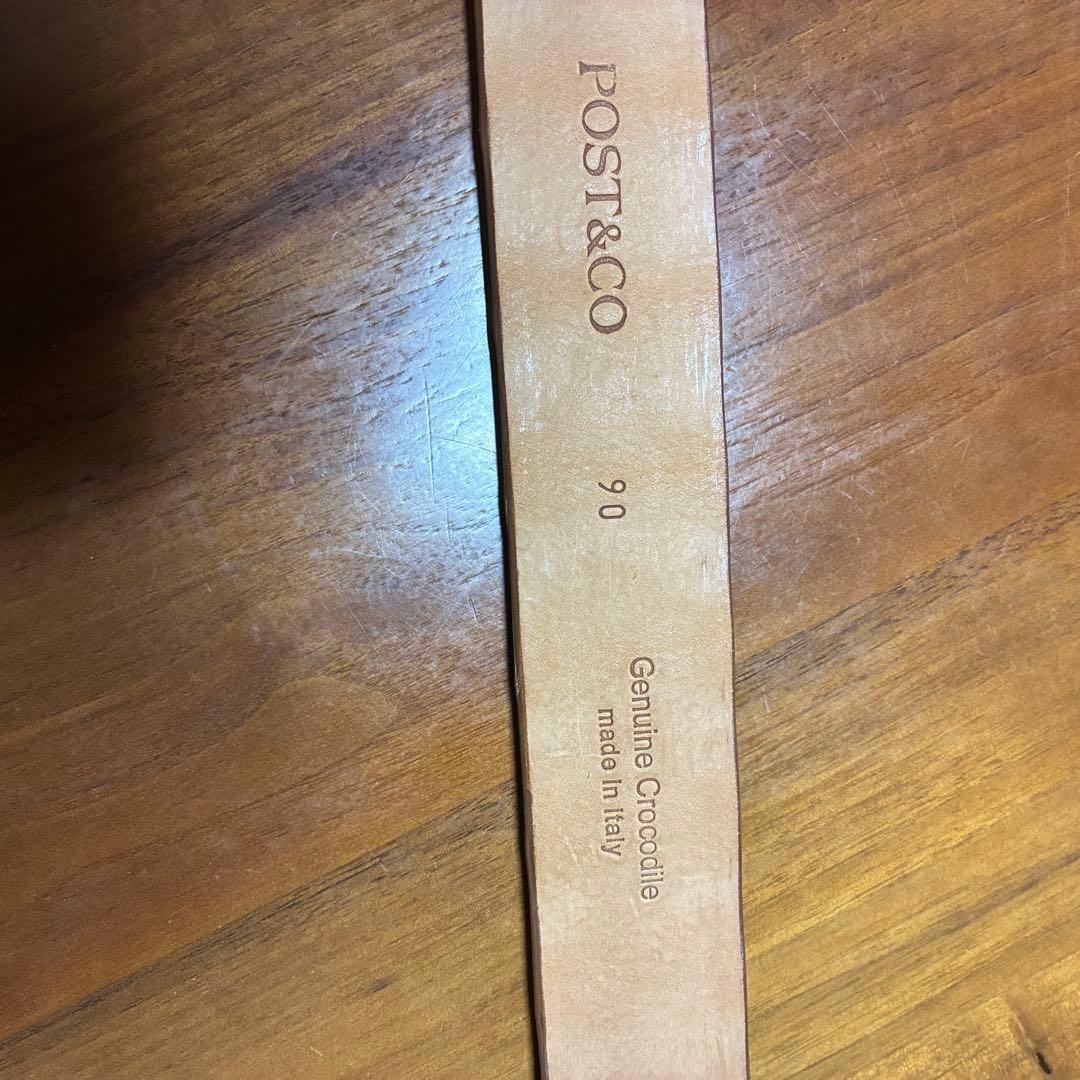 POST&CO
90
Genuine Crocodile
made In italy